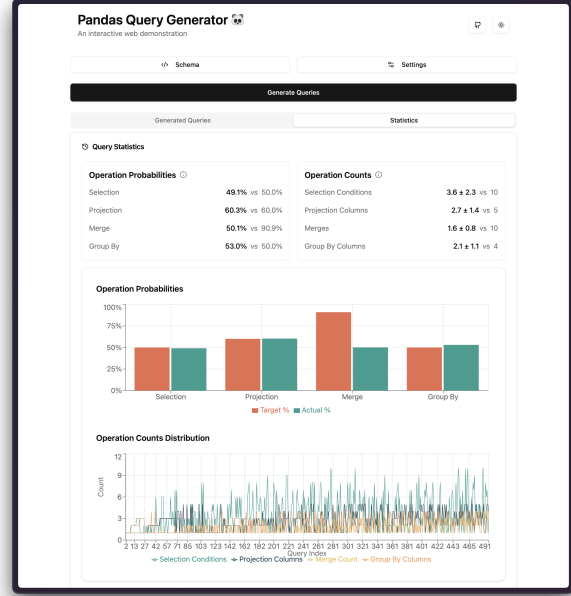 Pandas Query Generator 🐼
An interactive web demonstration
</> Schema
Settings
Generate Queries
Generated Queries
Statistics
Query Statistics
Operation Probabilities
Selection 49.1% vs 50.0%
Projection 60.3% vs 60.0%
Merge 50.1% vs 90.9%
Group By 53.0% vs 50.0%
Operation Counts
Selection Conditions 3.6 ± 2.3 vs 10
Projection Columns 2.7 ± 1.4 vs 5
Merges 1.6 ± 0.8 vs 10
Group By Columns 2.1 ± 1.1 vs 4
Operation Probabilities
100%
75%
50%
25%
0%
Selection Projection Merge Group By
Target % Actual %
Operation Counts Distribution
12
9
6
3
0
Count
2 13 27 42 57 71 85 103 123 142 162 182 201 221 241 261 281 301 321 341 361 381 401 422 443 465 491
Query Index
Selection Conditions Projection Columns Merge Count Group By Columns